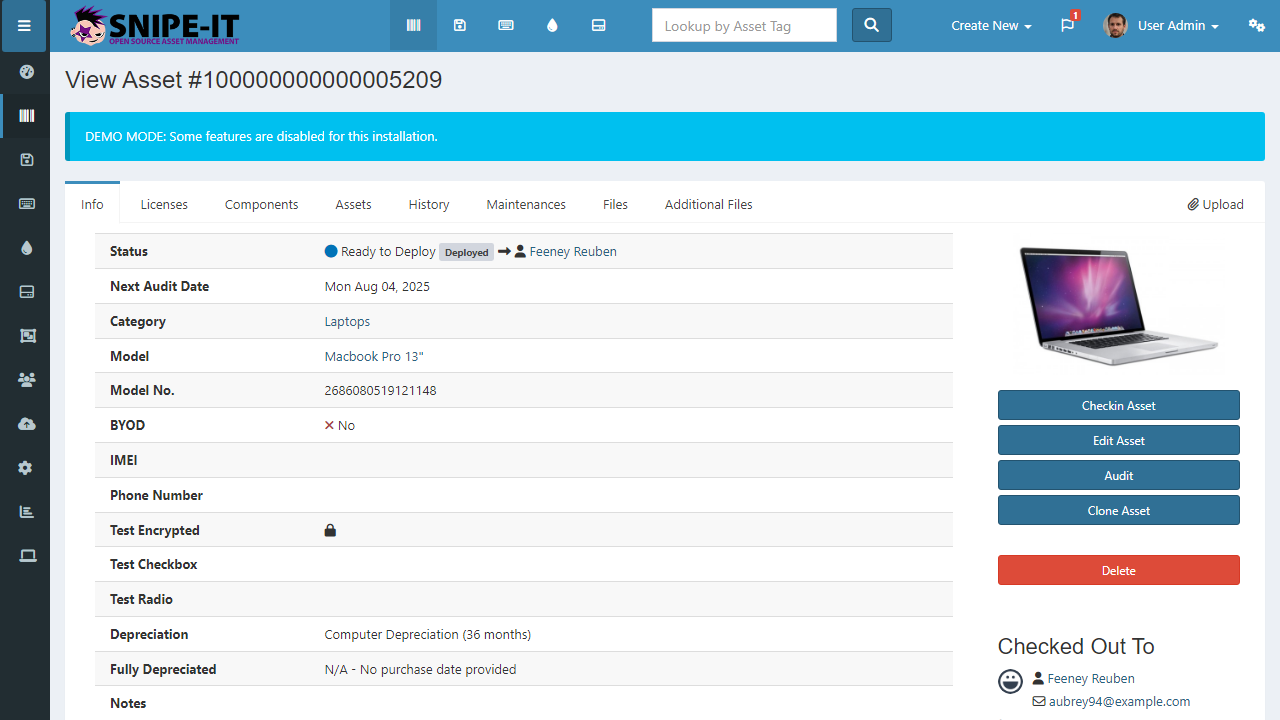 SNIPE-IT
OPEN SOURCE ASSET MANAGEMENT
Lookup by Asset Tag
Create New
1
User Admin
View Asset #100000000000005209
DEMO MODE: Some features are disabled for this installation.
Info Licenses Components Assets History Maintenances Files Additional Files Upload
Status Ready to Deploy Deployed Feeney Reuben
Next Audit Date Mon Aug 04, 2025
Category Laptops
Model Macbook Pro 13"
Model No. 2686080519121148
BYOD No
IMEI
Phone Number
Test Encrypted
Test Checkbox
Test Radio
Depreciation Computer Depreciation (36 months)
Fully Depreciated N/A - No purchase date provided
Notes
Checkin Asset
Edit Asset
Audit
Clone Asset
Delete
Checked Out To
Feeney Reuben
aubrey94@example.com